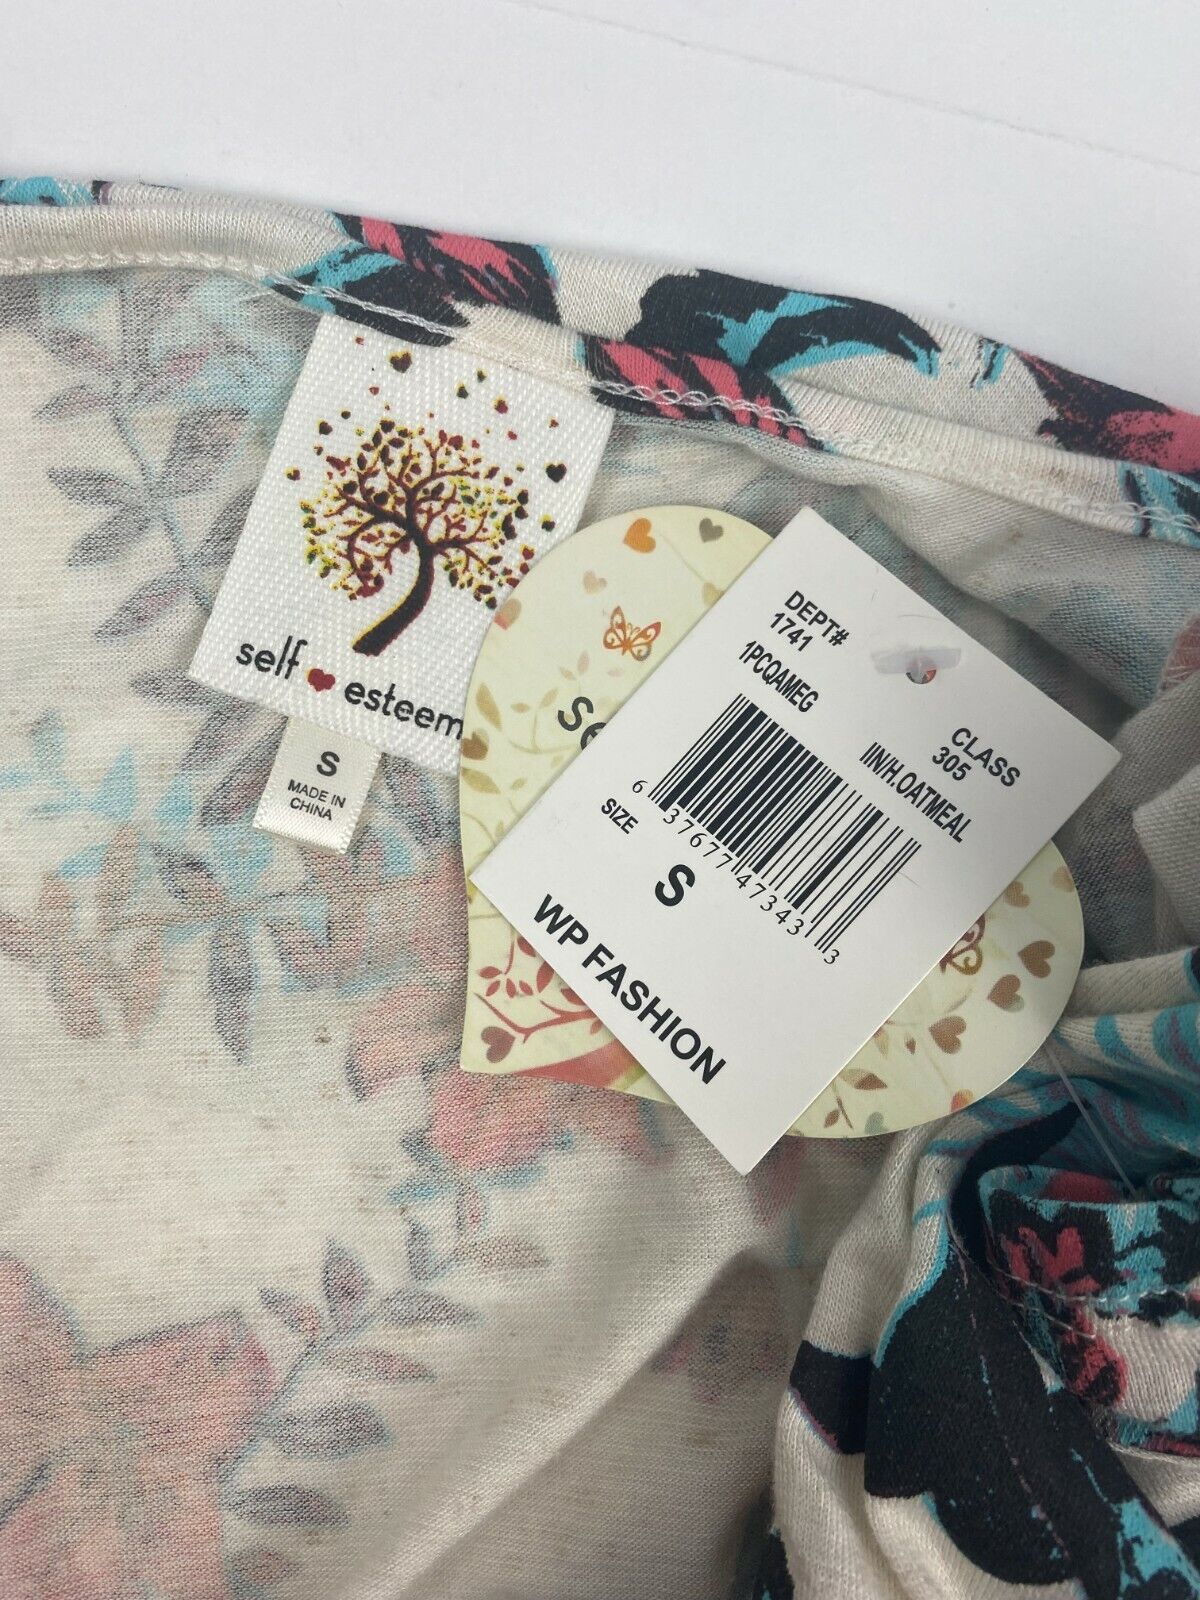 self esteem
S
MADE IN
CHINA
se
DEPT#
1741
1PCQAMEG
CLASS
305
IIN/H.OATMEAL
6 37677 47343 3
SIZE
S
WP FASHION